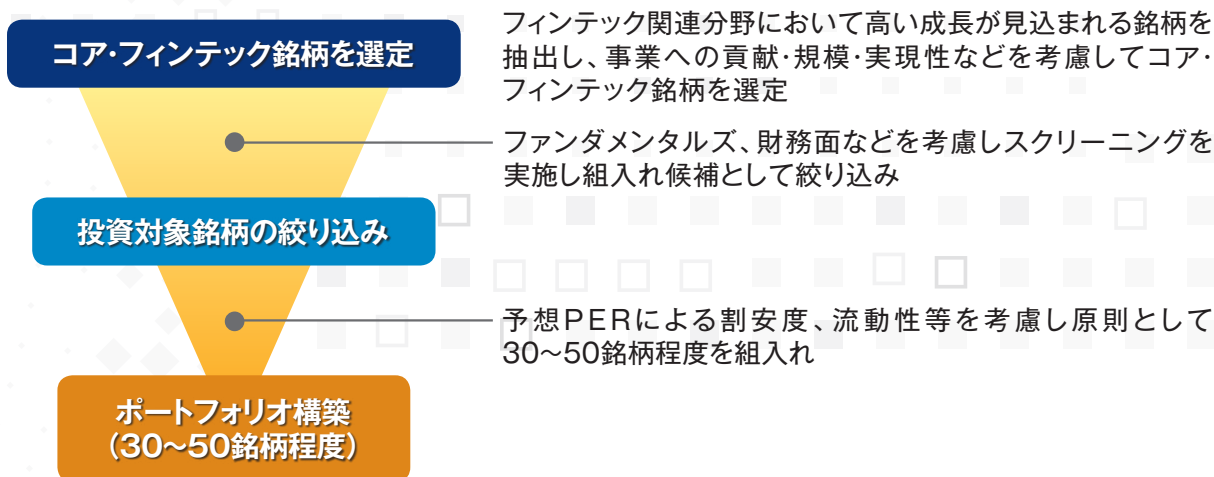 コア・フィンテック銘柄を選定
フィンテック関連分野において高い成長が見込まれる銘柄を
抽出し、事業への貢献・規模・実現性などを考慮してコア・
フィンテック銘柄を選定
ファンダメンタルズ、財務面などを考慮しスクリーニングを
実施し組入れ候補として絞り込み
投資対象銘柄の絞り込み
予想PERによる割安度、流動性等を考慮し原則として
30〜50銘柄程度を組入れ
ポートフォリオ構築
（30〜50銘柄程度）